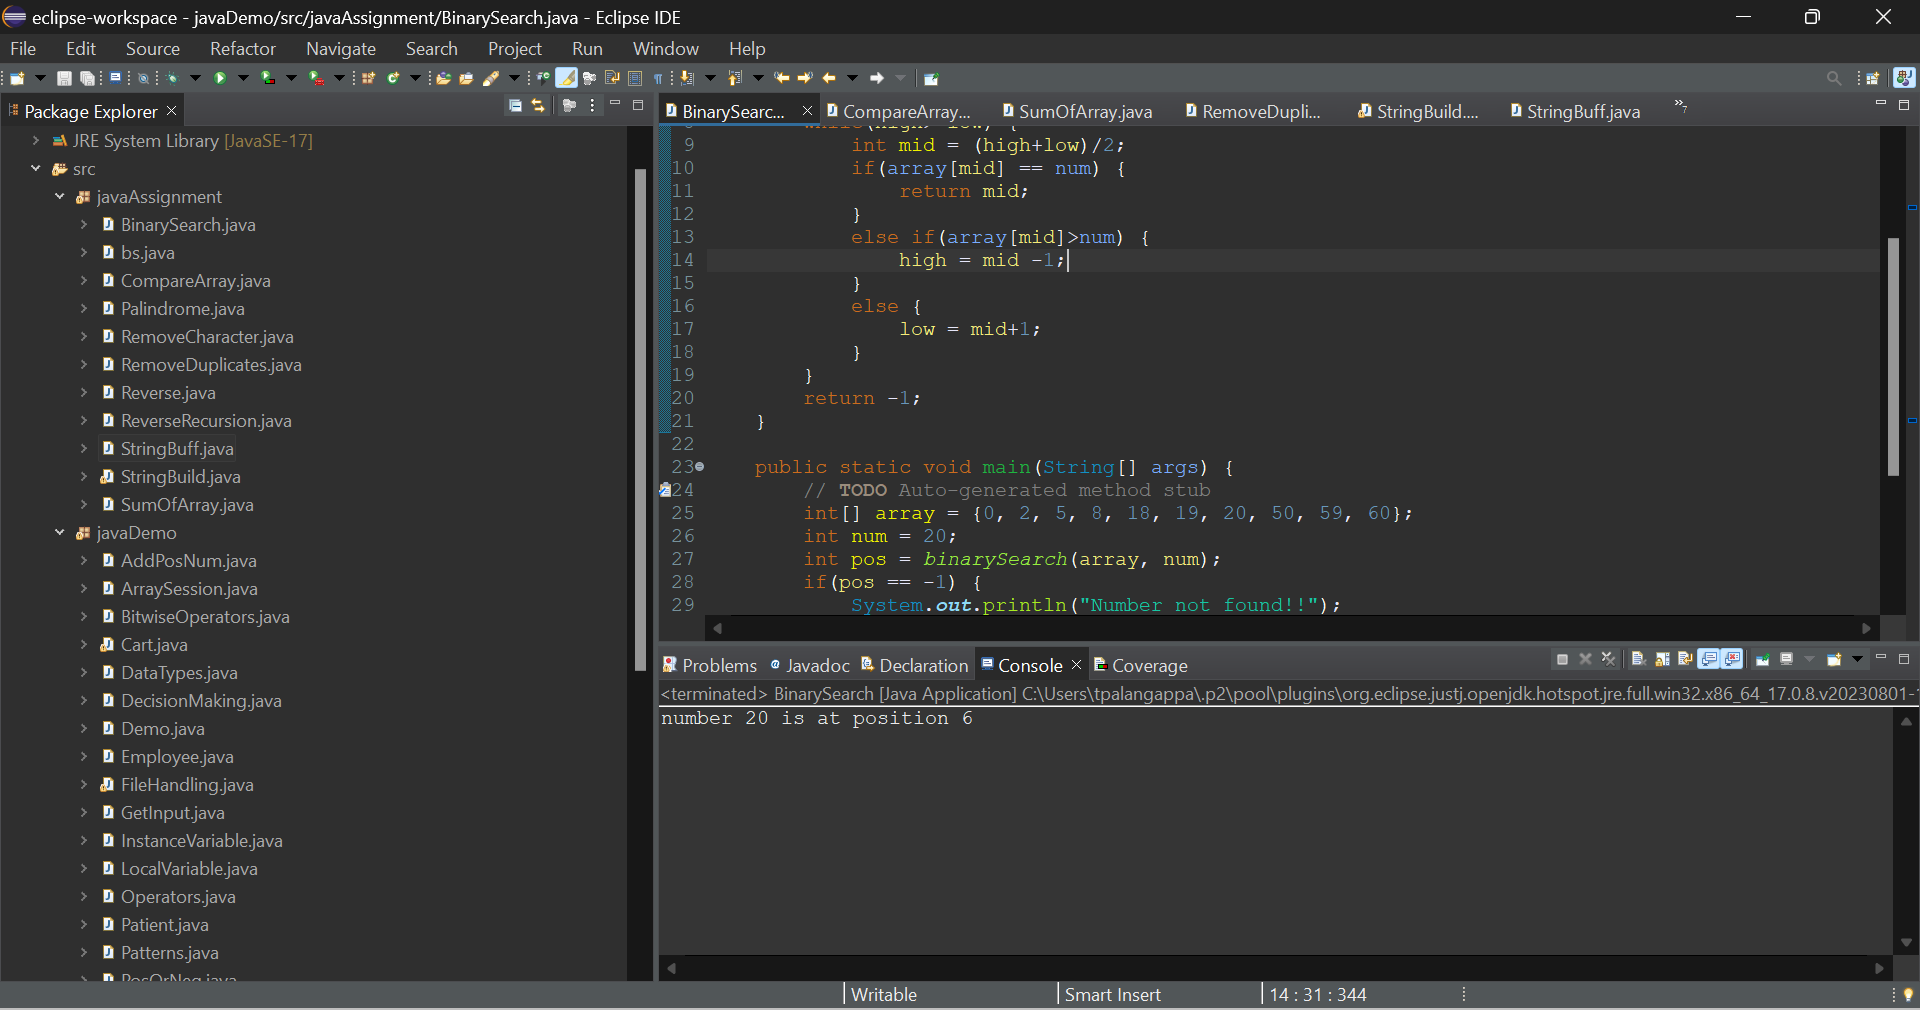 eclipse-workspace - javaDemo/src/javaAssignment/BinarySearch.java - Eclipse IDE
File Edit Source Refactor Navigate Search Project Run Window Help
Package Explorer
JRE System Library [JavaSE-17]
src
javaAssignment
BinarySearch.java
bs.java
CompareArray.java
Palindrome.java
RemoveCharacter.java
RemoveDuplicates.java
Reverse.java
ReverseRecursion.java
StringBuff.java
StringBuild.java
SumOfArray.java
javaDemo
AddPosNum.java
ArraySession.java
BitwiseOperators.java
Cart.java
DataTypes.java
DecisionMaking.java
Demo.java
Employee.java
FileHandling.java
GetInput.java
InstanceVariable.java
LocalVariable.java
Operators.java
Patient.java
Patterns.java
BinarySearc... CompareArray... SumOfArray.java RemoveDupli... StringBuild.... StringBuff.java »7
9 int mid = (high+low)/2;
10 if(array[mid] == num) {
11 return mid;
12 }
13 else if(array[mid]>num) {
14 high = mid -1;
15 }
16 else {
17 low = mid+1;
18 }
19 }
20 return -1;
21 }
22
23 public static void main(String[] args) {
24 // TODO Auto-generated method stub
25 int[] array = {0, 2, 5, 8, 18, 19, 20, 50, 59, 60};
26 int num = 20;
27 int pos = binarySearch(array, num);
28 if(pos == -1) {
29 System.out.println("Number not found!!");
Problems Javadoc Declaration Console Coverage
<terminated> BinarySearch [Java Application] C:\Users\tpalangappa\.p2\pool\plugins\org.eclipse.justj.openjdk.hotspot.jre.full.win32.x86_64_17.0.8.v20230801-
number 20 is at position 6
Writable Smart Insert 14 : 31 : 344